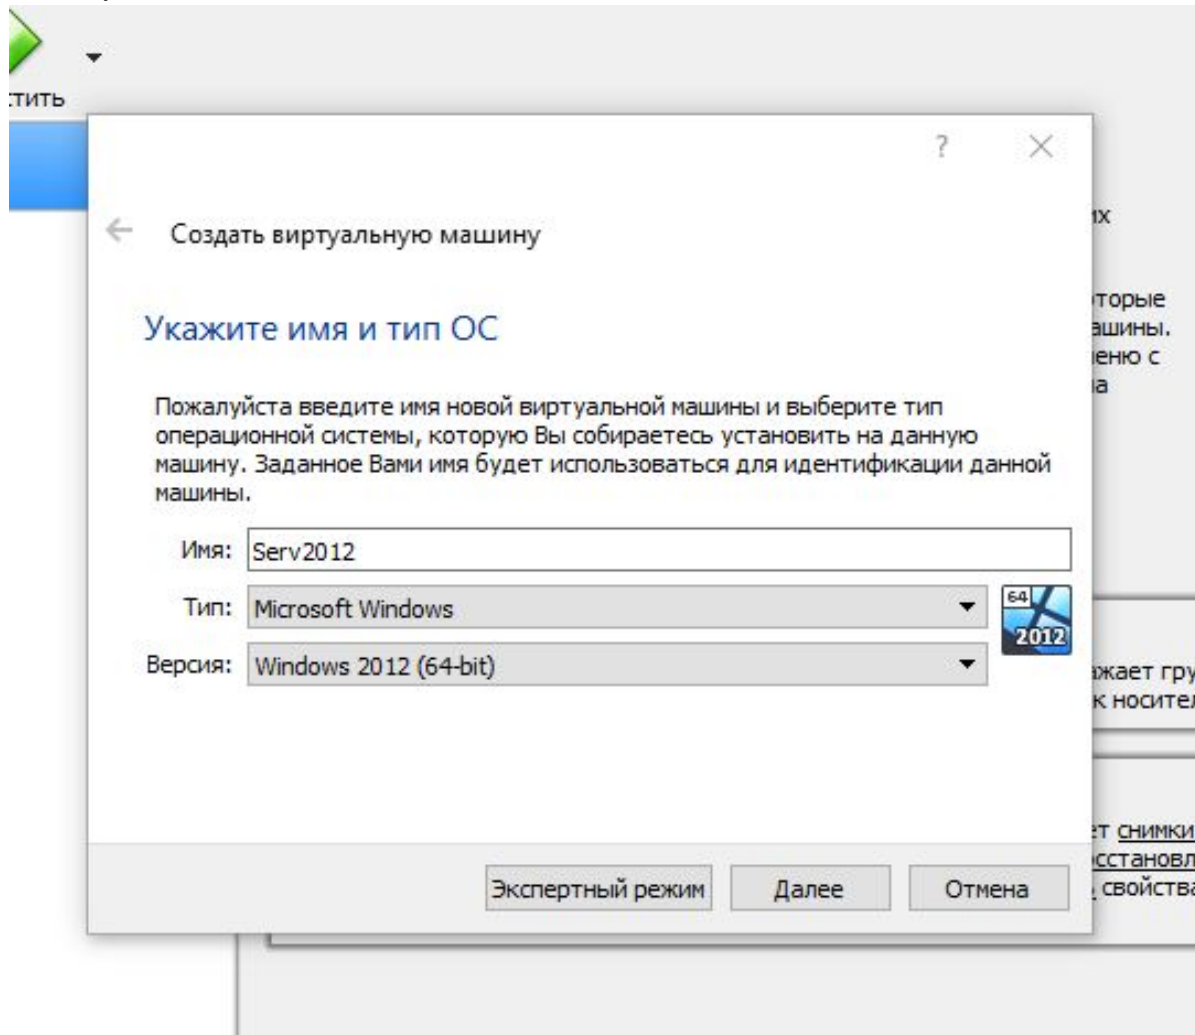 ?
Создать виртуальную машину
Укажите имя и тип ОС
Пожалуйста введите имя новой виртуальной машины и выберите тип
операционной системы, которую Вы собираетесь установить на данную
машину. Заданное Вами имя будет использоваться для идентификации данной
машины.
Имя: Serv2012
Тип: Microsoft Windows
64
2012
Версия: Windows 2012 (64-bit)
Экспертный режим Далее Отмена
снимки
свойства